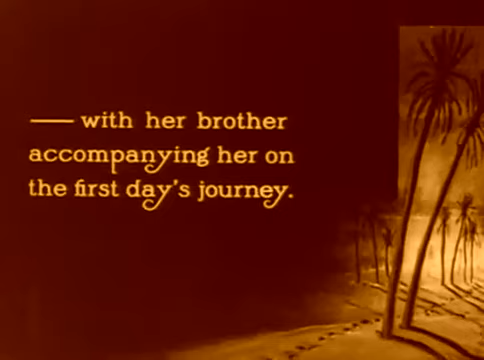 — with her brother
accompanying her on
the first day's journey.